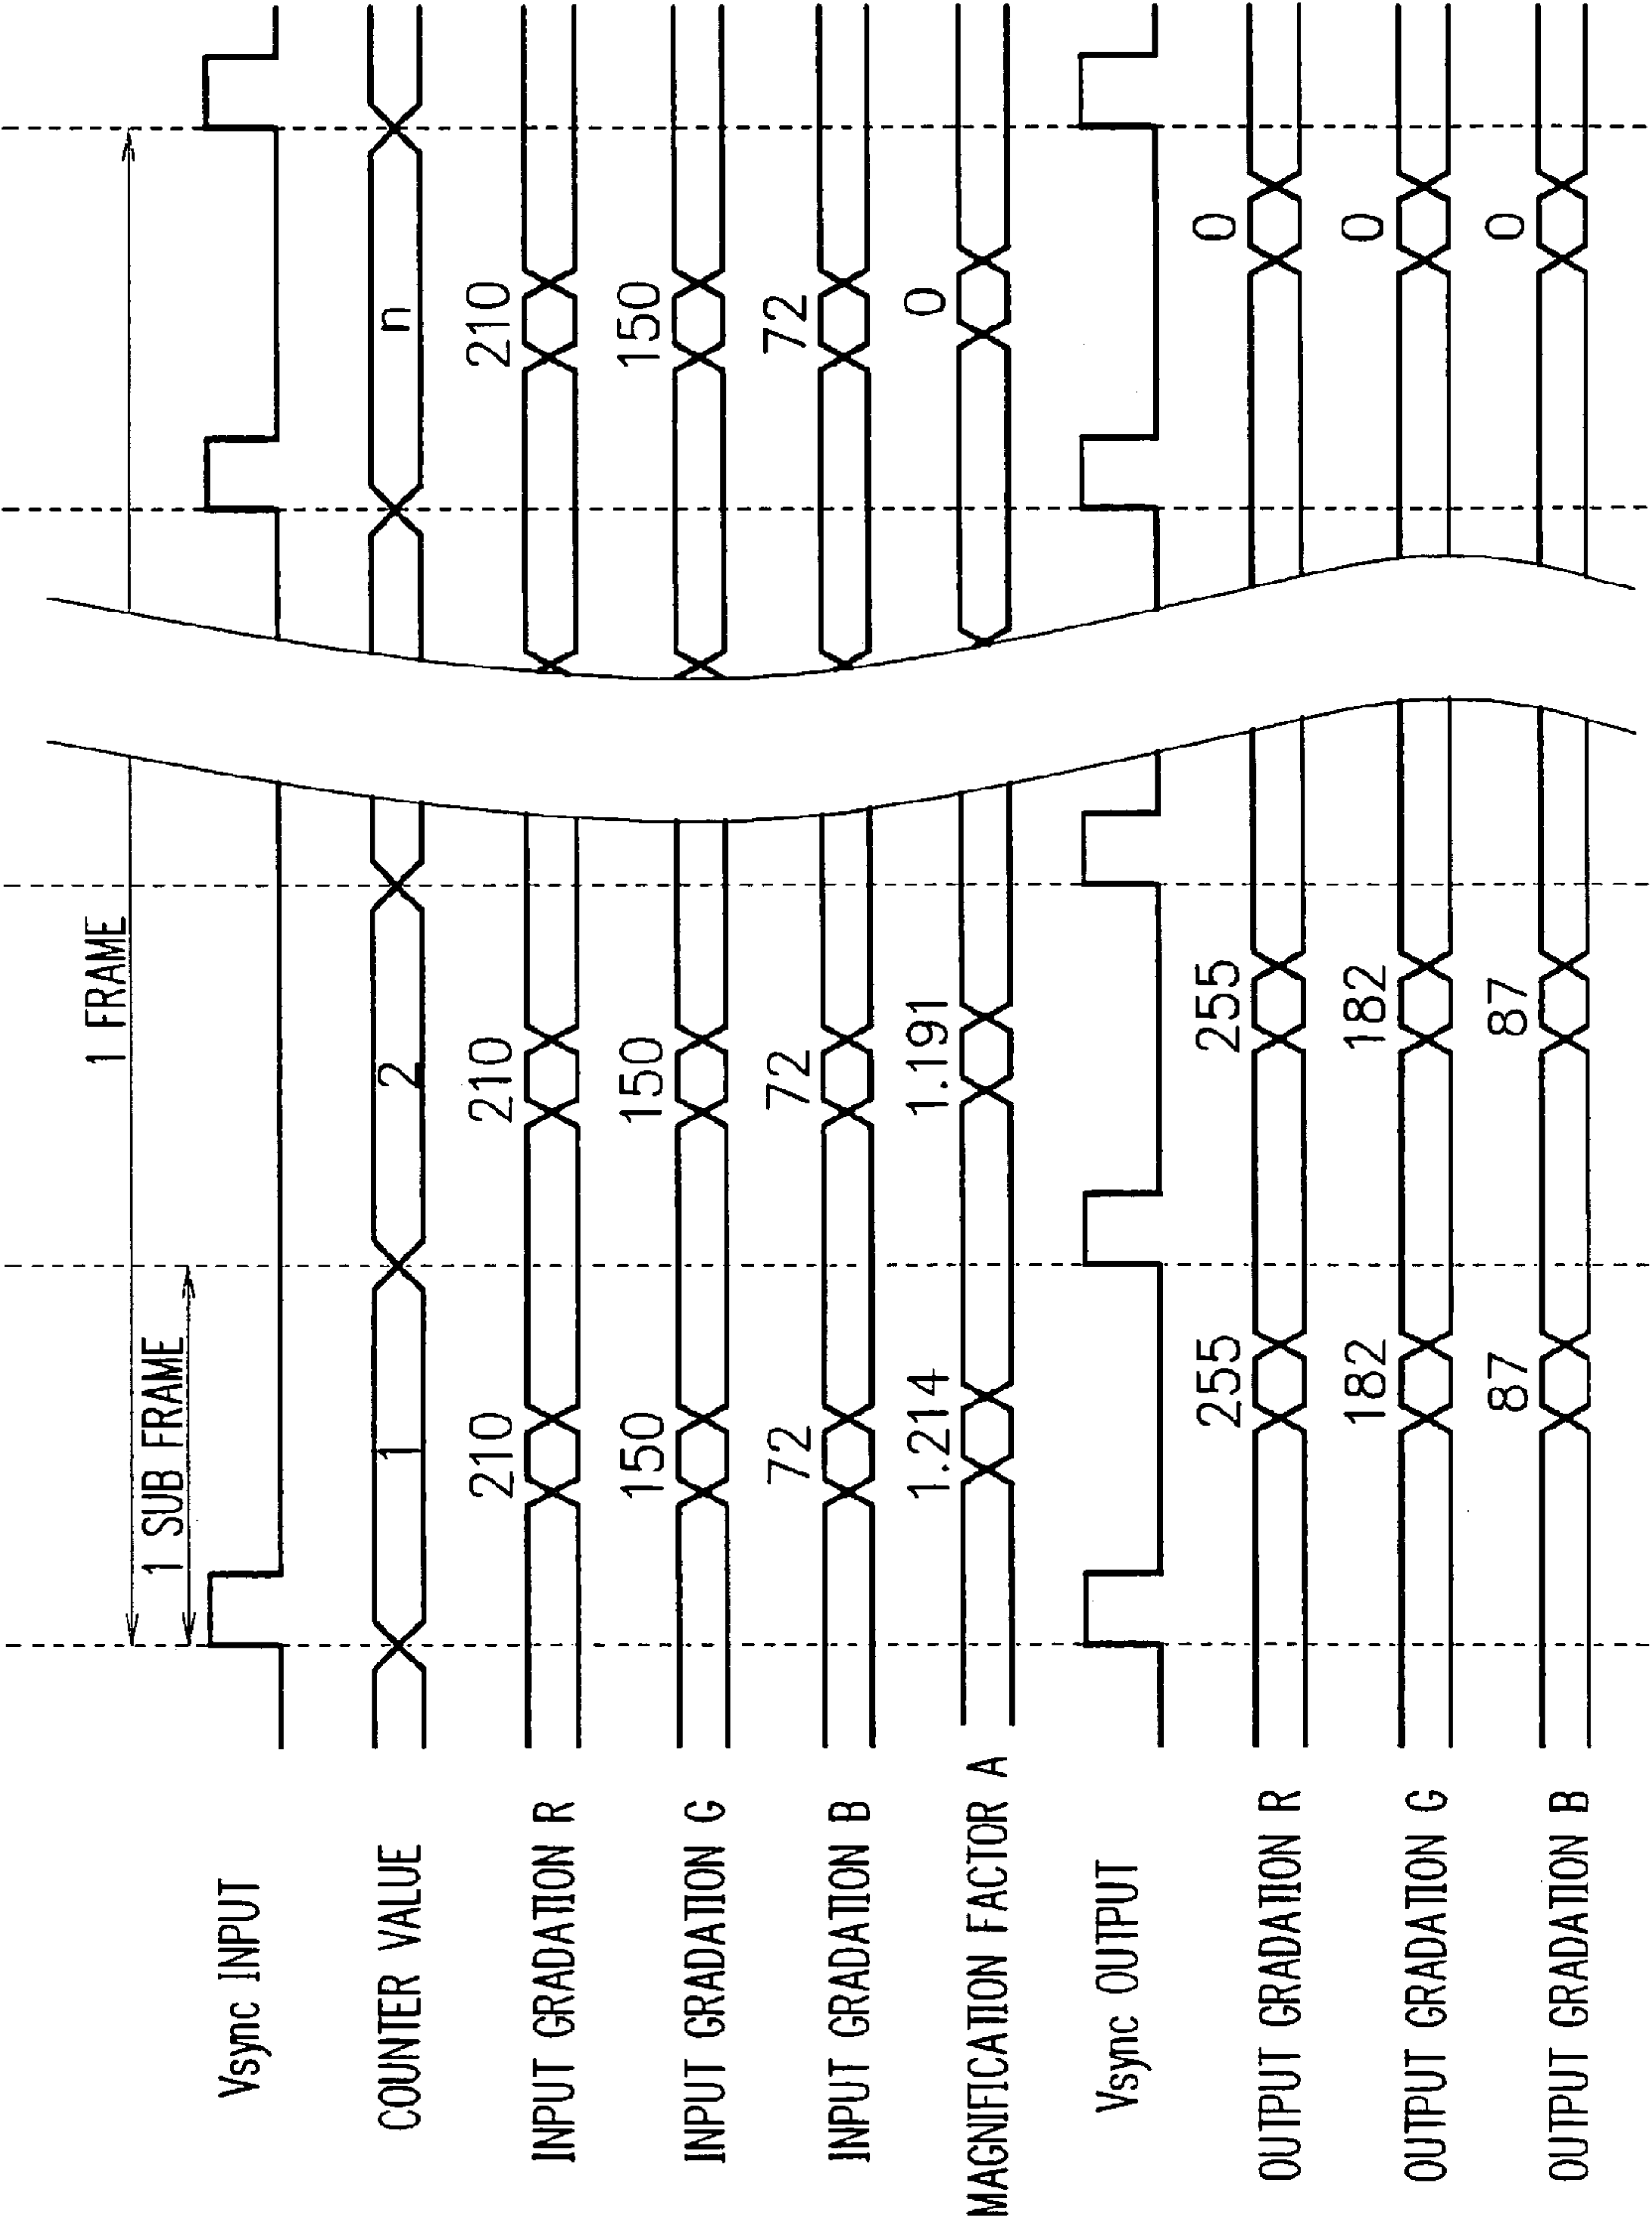 1 FRAME
1 SUB FRAME
Vsync INPUT
COUNTER VALUE 1 2 n
INPUT GRADATION R 210 210 210
INPUT GRADATION G 150 150 150
INPUT GRADATION B 72 72 72
MAGNIFICATION FACTOR A 1.214 1.191 0
Vsync OUTPUT
OUTPUT GRADATION R 255 255 0
OUTPUT GRADATION G 182 182 0
OUTPUT GRADATION B 87 87 0